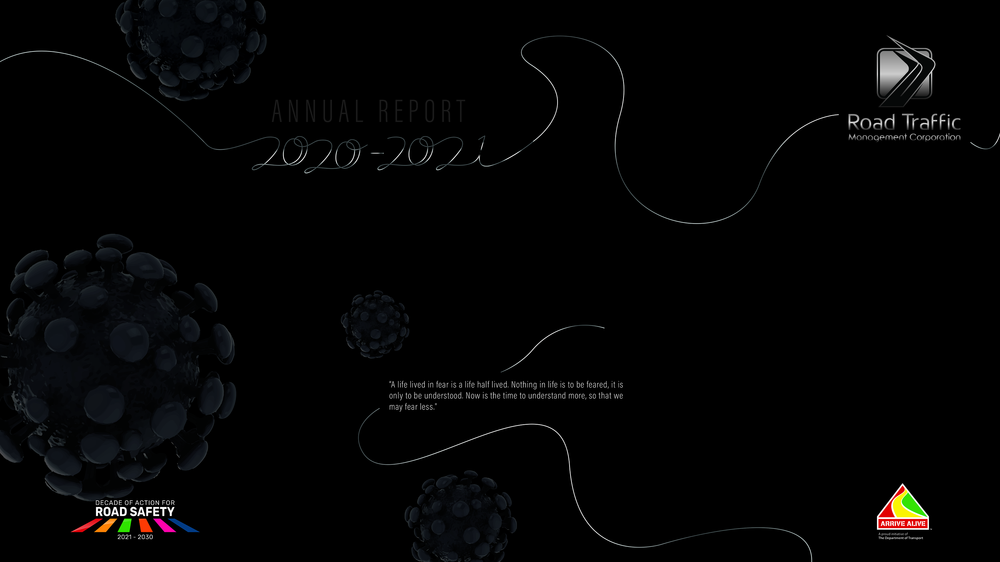 ANNUAL REPORT
2020-2021
Road Traffic
Management Corporation
“A life lived in fear is a life half lived. Nothing in life is to be feared, it is
only to be understood. Now is the time to understand more, so that we
may fear less."
DECADE OF ACTION FOR
ROAD SAFETY
2021 - 2030
ARRIVE ALIVE
™
A proud initiative of
The Department of Transport